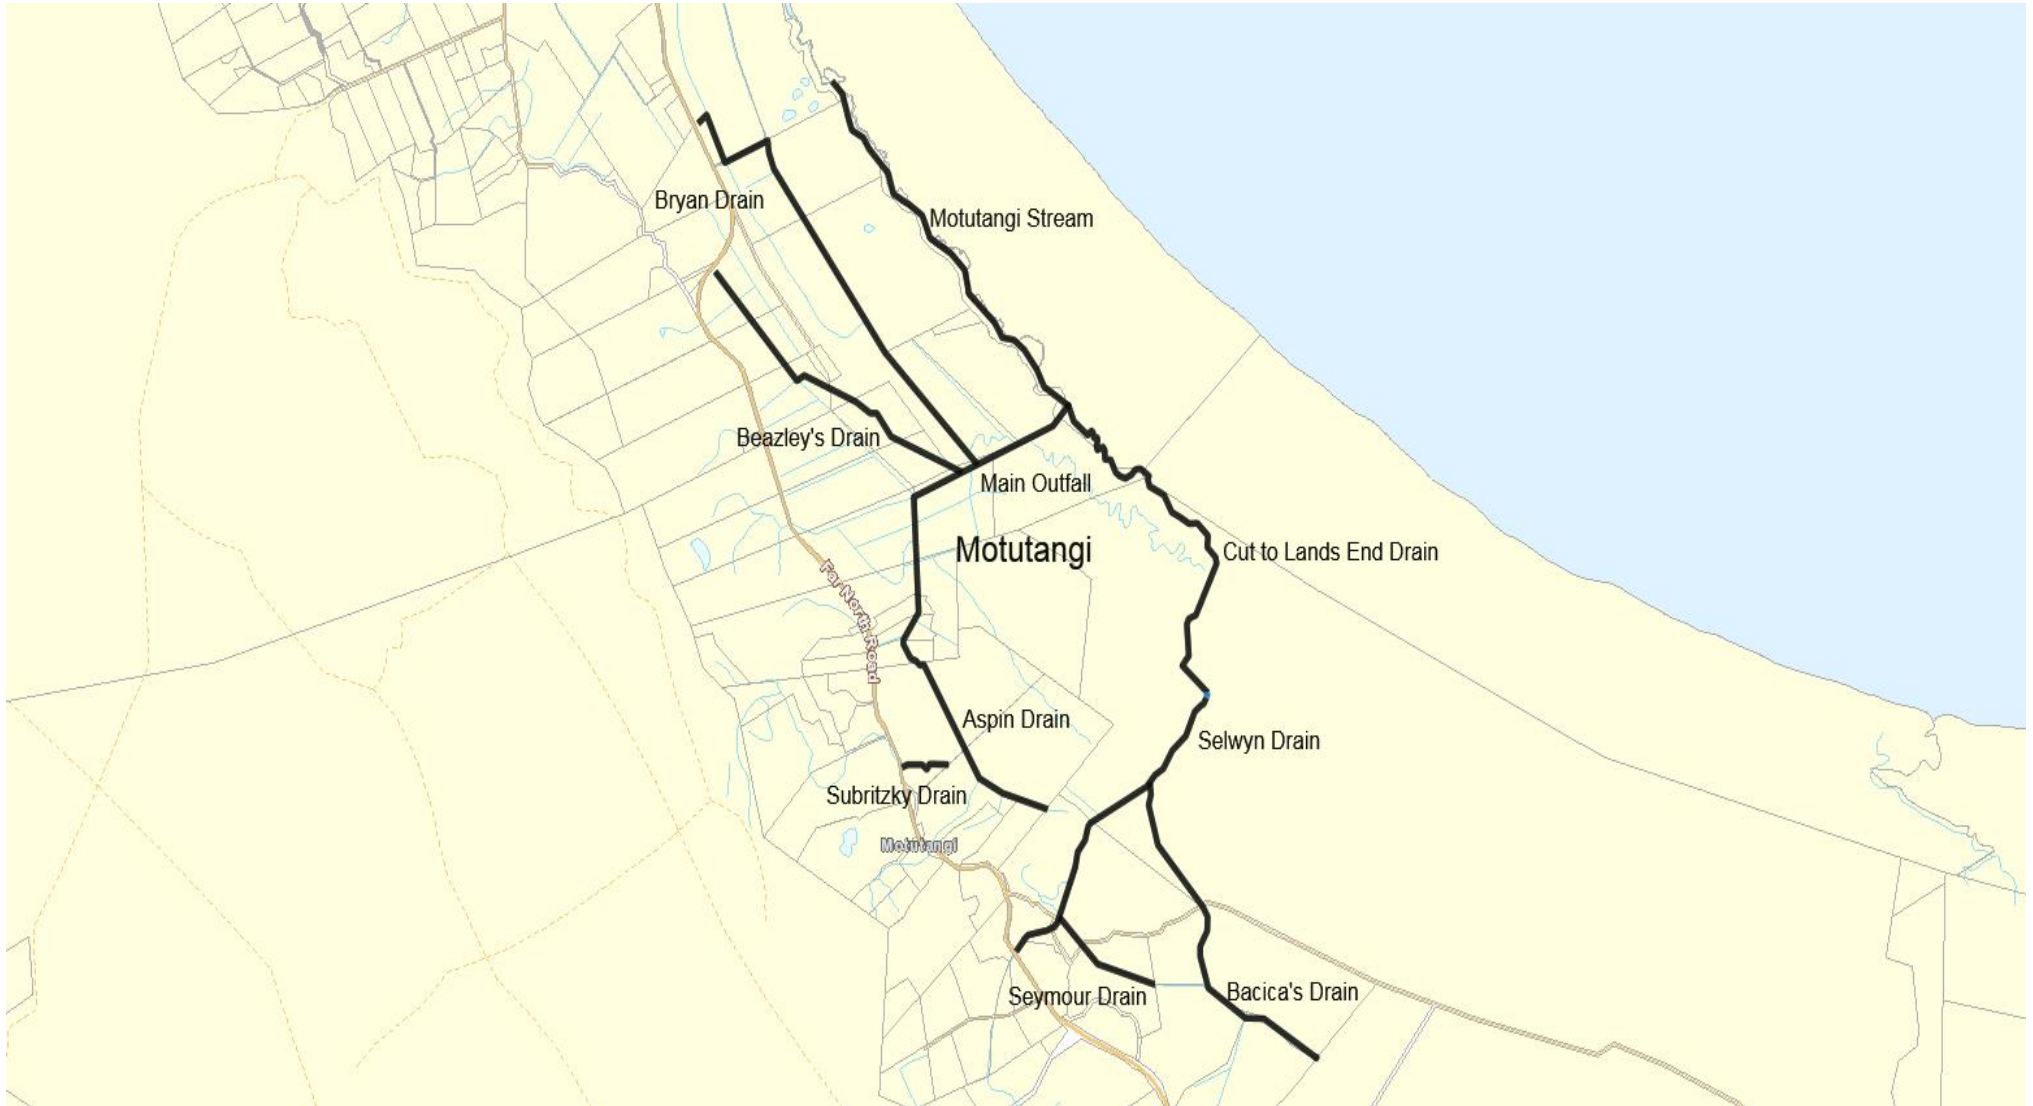 Bryan Drain
Motutangi Stream
Beazley's Drain
Main Outfall
Motutangi
Cut to Lands End Drain
Far North Road
Aspin Drain
Selwyn Drain
Subritzky Drain
Motutangi
Seymour Drain
Bacica's Drain